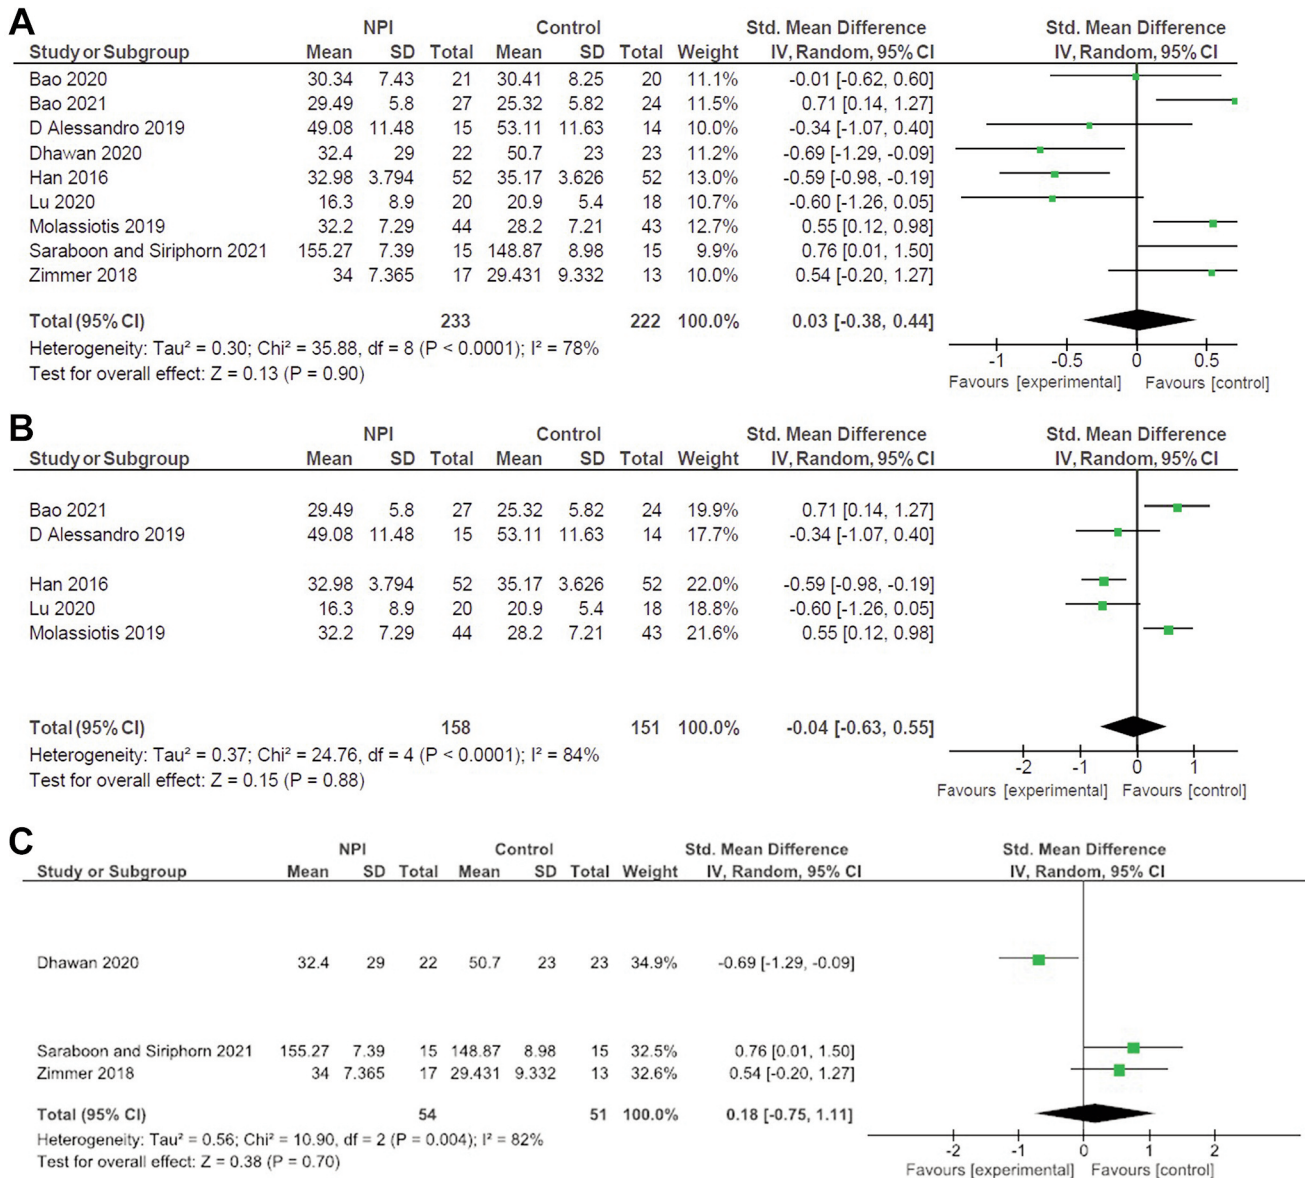 A
NPI Control Std. Mean Difference Std. Mean Difference
Study or Subgroup Mean SD Total Mean SD Total Weight IV, Random, 95% CI IV, Random, 95% CI
Bao 2020 30.34 7.43 21 30.41 8.25 20 11.1% -0.01 [-0.62, 0.60]
Bao 2021 29.49 5.8 27 25.32 5.82 24 11.5% 0.71 [0.14, 1.27]
D Alessandro 2019 49.08 11.48 15 53.11 11.63 14 10.0% -0.34 [-1.07, 0.40]
Dhawan 2020 32.4 29 22 50.7 23 23 11.2% -0.69 [-1.29, -0.09]
Han 2016 32.98 3.794 52 35.17 3.626 52 13.0% -0.59 [-0.98, -0.19]
Lu 2020 16.3 8.9 20 20.9 5.4 18 10.7% -0.60 [-1.26, 0.05]
Molassiotis 2019 32.2 7.29 44 28.2 7.21 43 12.7% 0.55 [0.12, 0.98]
Saraboon and Siriphorn 2021 155.27 7.39 15 148.87 8.98 15 9.9% 0.76 [0.01, 1.50]
Zimmer 2018 34 7.365 17 29.431 9.332 13 10.0% 0.54 [-0.20, 1.27]
Total (95% CI) 233 222 100.0% 0.03 [-0.38, 0.44]
Heterogeneity: Tau² = 0.30; Chi² = 35.88, df = 8 (P < 0.0001); I² = 78%
Test for overall effect: Z = 0.13 (P = 0.90)
-1 -0.5 0 0.5
Favours [experimental] Favours [control]
B
NPI Control Std. Mean Difference Std. Mean Difference
Study or Subgroup Mean SD Total Mean SD Total Weight IV, Random, 95% CI IV, Random, 95% CI
Bao 2021 29.49 5.8 27 25.32 5.82 24 19.9% 0.71 [0.14, 1.27]
D Alessandro 2019 49.08 11.48 15 53.11 11.63 14 17.7% -0.34 [-1.07, 0.40]
Han 2016 32.98 3.794 52 35.17 3.626 52 22.0% -0.59 [-0.98, -0.19]
Lu 2020 16.3 8.9 20 20.9 5.4 18 18.8% -0.60 [-1.26, 0.05]
Molassiotis 2019 32.2 7.29 44 28.2 7.21 43 21.6% 0.55 [0.12, 0.98]
Total (95% CI) 158 151 100.0% -0.04 [-0.63, 0.55]
Heterogeneity: Tau² = 0.37; Chi² = 24.76, df = 4 (P < 0.0001); I² = 84%
Test for overall effect: Z = 0.15 (P = 0.88)
-2 -1 0 1
Favours [experimental] Favours [control]
C
NPI Control Std. Mean Difference Std. Mean Difference
Study or Subgroup Mean SD Total Mean SD Total Weight IV, Random, 95% CI IV, Random, 95% CI
Dhawan 2020 32.4 29 22 50.7 23 23 34.9% -0.69 [-1.29, -0.09]
Saraboon and Siriphorn 2021 155.27 7.39 15 148.87 8.98 15 32.5% 0.76 [0.01, 1.50]
Zimmer 2018 34 7.365 17 29.431 9.332 13 32.6% 0.54 [-0.20, 1.27]
Total (95% CI) 54 51 100.0% 0.18 [-0.75, 1.11]
Heterogeneity: Tau² = 0.56; Chi² = 10.90, df = 2 (P = 0.004); I² = 82%
Test for overall effect: Z = 0.38 (P = 0.70)
-2 -1 0 1 2
Favours [experimental] Favours [control]